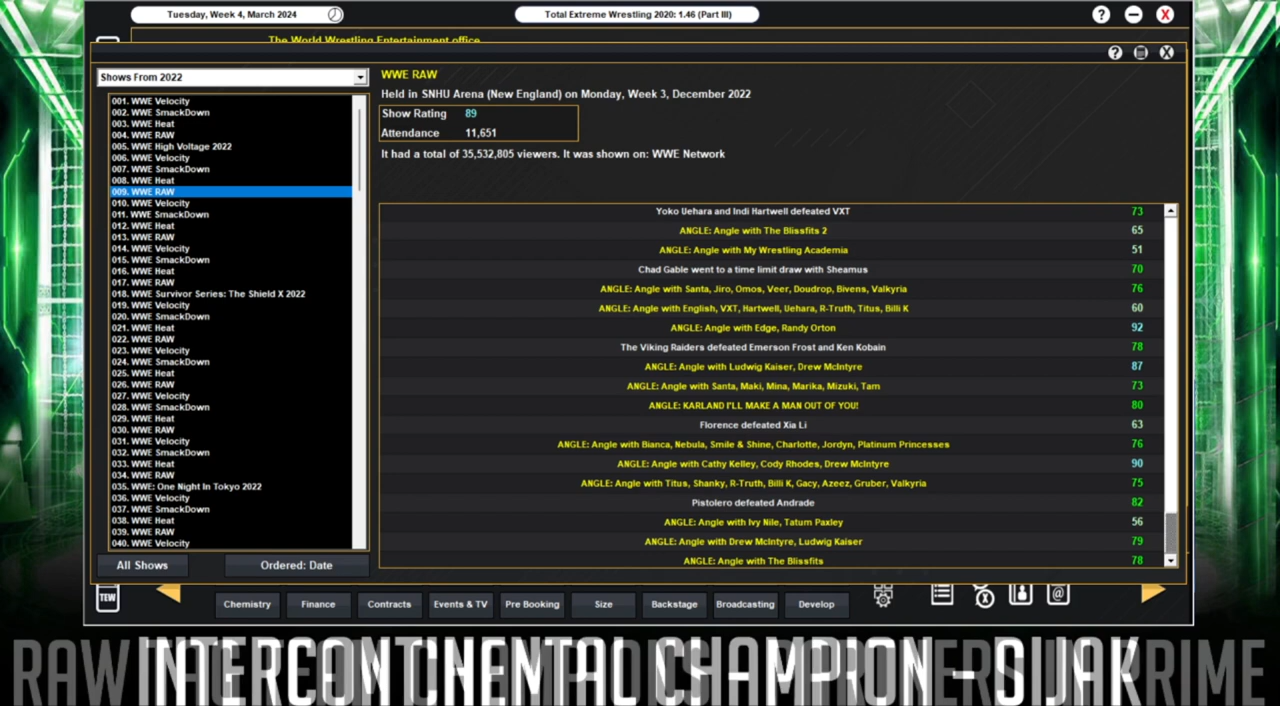 Tuesday, Week 4, March 2024
Total Extreme Wrestling 2020: 1.46 (Part III)
The World Wrestling Entertainment office
Shows From 2022
001. WWE Velocity
002. WWE SmackDown
003. WWE Heat
004. WWE RAW
005. WWE High Voltage 2022
006. WWE Velocity
007. WWE SmackDown
008. WWE Heat
009. WWE RAW
010. WWE Velocity
011. WWE SmackDown
012. WWE Heat
013. WWE RAW
014. WWE Velocity
015. WWE SmackDown
016. WWE Heat
017. WWE RAW
018. WWE Survivor Series: The Shield X 2022
019. WWE Velocity
020. WWE SmackDown
021. WWE Heat
022. WWE RAW
023. WWE Velocity
024. WWE SmackDown
025. WWE Heat
026. WWE RAW
027. WWE Velocity
028. WWE SmackDown
029. WWE Heat
030. WWE RAW
031. WWE Velocity
032. WWE SmackDown
033. WWE Heat
034. WWE RAW
035. WWE: One Night In Tokyo 2022
036. WWE Velocity
037. WWE SmackDown
038. WWE Heat
039. WWE RAW
040. WWE Velocity
All Shows
Ordered: Date
WWE RAW
Held in SNHU Arena (New England) on Monday, Week 3, December 2022
Show Rating 89
Attendance 11,651
It had a total of 35,532,805 viewers. It was shown on: WWE Network
Yoko Uehara and Indi Hartwell defeated VXT 73
ANGLE: Angle with The Blissfits 2 65
ANGLE: Angle with My Wrestling Academia 51
Chad Gable went to a time limit draw with Sheamus 70
ANGLE: Angle with Santa, Jiro, Omos, Veer, Doudrop, Bivens, Valkyria 76
ANGLE: Angle with English, VXT, Hartwell, Uehara, R-Truth, Titus, Billi K 60
ANGLE: Angle with Edge, Randy Orton 92
The Viking Raiders defeated Emerson Frost and Ken Kobain 78
ANGLE: Angle with Ludwig Kaiser, Drew McIntyre 87
ANGLE: Angle with Santa, Maki, Mina, Marika, Mizuki, Tam 73
ANGLE: KARLAND I'LL MAKE A MAN OUT OF YOU! 80
Florence defeated Xia Li 63
ANGLE: Angle with Bianca, Nebula, Smile & Shine, Charlotte, Jordyn, Platinum Princesses 76
ANGLE: Angle with Cathy Kelley, Cody Rhodes, Drew McIntyre 90
ANGLE: Angle with Titus, Shanky, R-Truth, Billi K, Gacy, Azeez, Gruber, Valkyria 75
Pistolero defeated Andrade 82
ANGLE: Angle with Ivy Nile, Tatum Paxley 56
ANGLE: Angle with Drew McIntyre, Ludwig Kaiser 79
ANGLE: Angle with The Blissfits 78
TEW
Chemistry
Finance
Contracts
Events & TV
Pre Booking
Size
Backstage
Broadcasting
Develop
RAW INTERCONTINENTAL CHAMPION - SIJAK